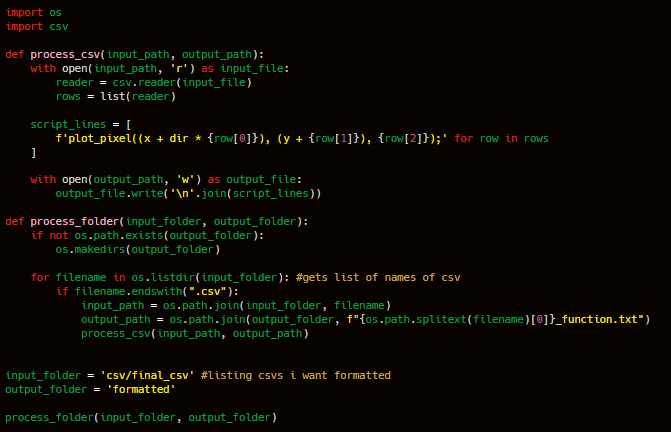 import os
import csv

def process_csv(input_path, output_path):
    with open(input_path, 'r') as input_file:
        reader = csv.reader(input_file)
        rows = list(reader)

    script_lines = [
        f'plot_pixel((x + dir * {row[0]}), (y + {row[1]}), {row[2]});' for row in rows
    ]

    with open(output_path, 'w') as output_file:
        output_file.write('\n'.join(script_lines))

def process_folder(input_folder, output_folder):
    if not os.path.exists(output_folder):
        os.makedirs(output_folder)

    for filename in os.listdir(input_folder): #gets list of names of csv
        if filename.endswith(".csv"):
            input_path = os.path.join(input_folder, filename)
            output_path = os.path.join(output_folder, f"{os.path.splitext(filename)[0]}_function.txt")
            process_csv(input_path, output_path)


input_folder = 'csv/final_csv' #listing csvs i want formatted
output_folder = 'formatted'

process_folder(input_folder, output_folder)